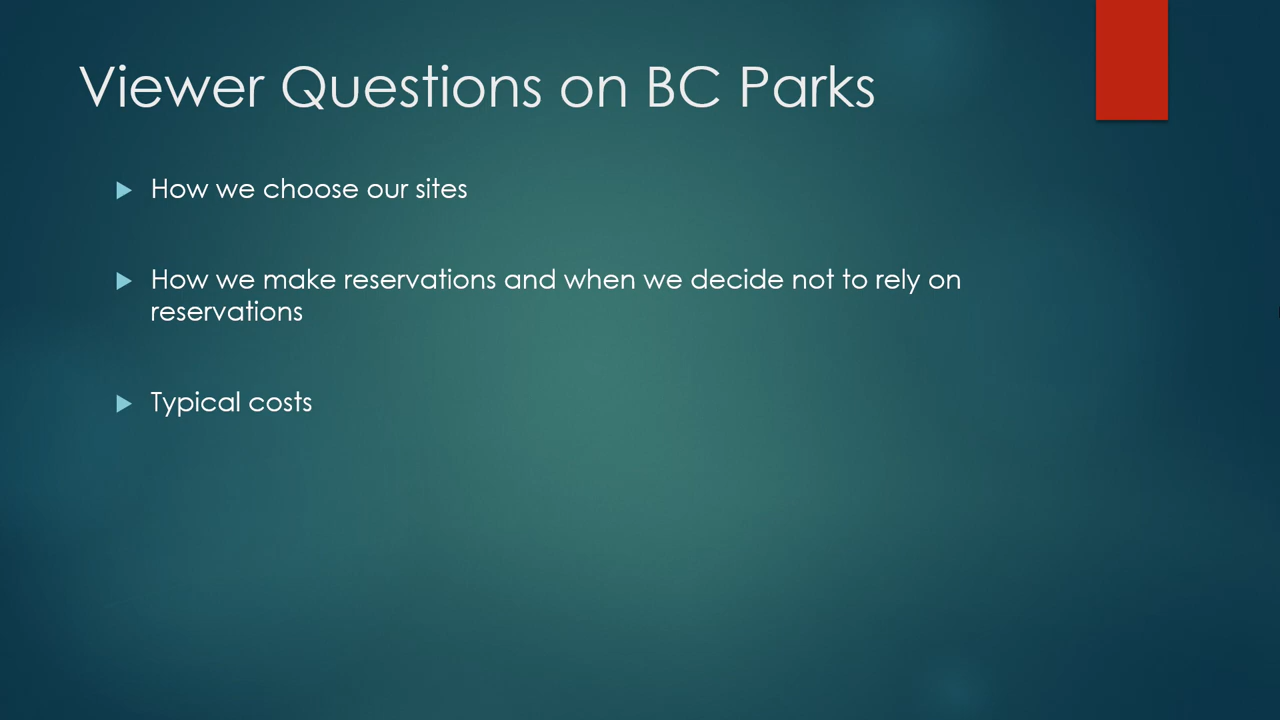 Viewer Questions on BC Parks
How we choose our sites
How we make reservations and when we decide not to rely on
reservations
Typical costs